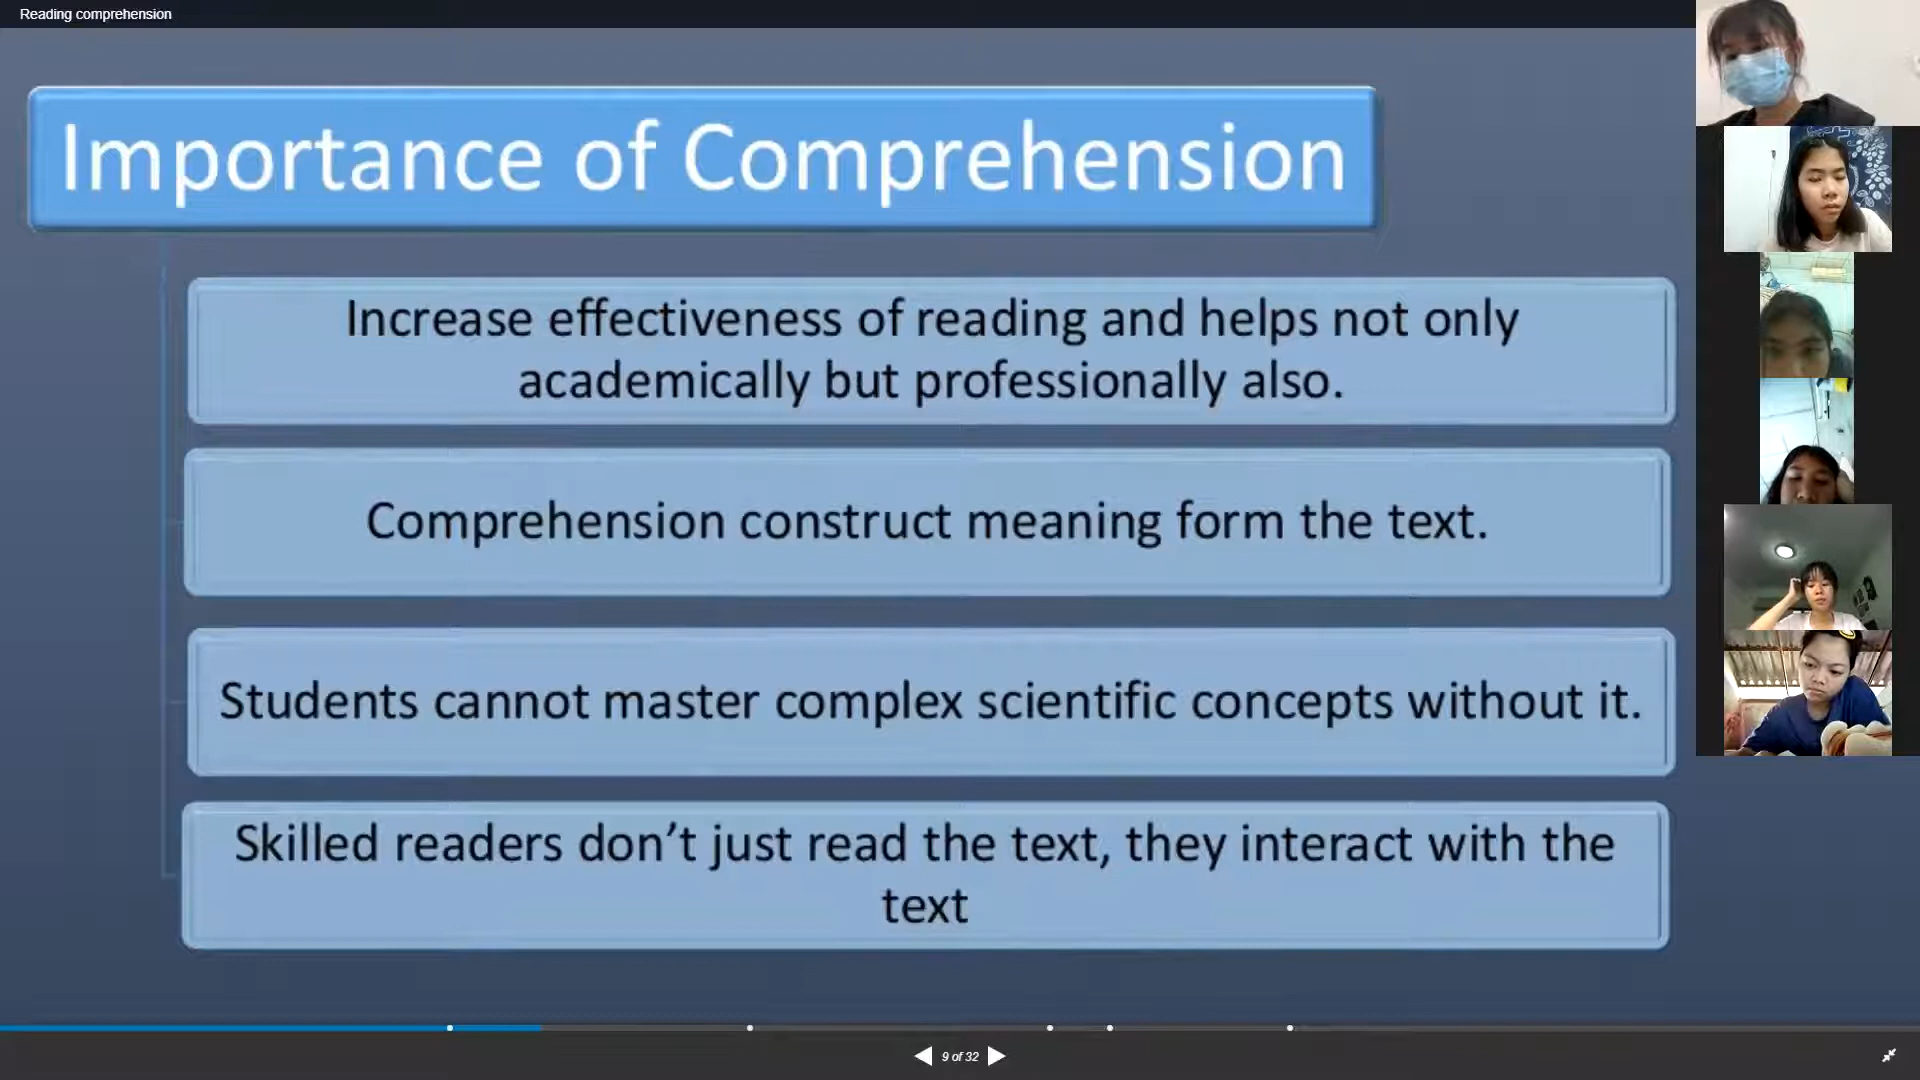 Reading comprehension
Importance of Comprehension
Increase effectiveness of reading and helps not only
academically but professionally also.
Comprehension construct meaning form the text.
Students cannot master complex scientific concepts without it.
Skilled readers don’t just read the text, they interact with the
text
9 of 32